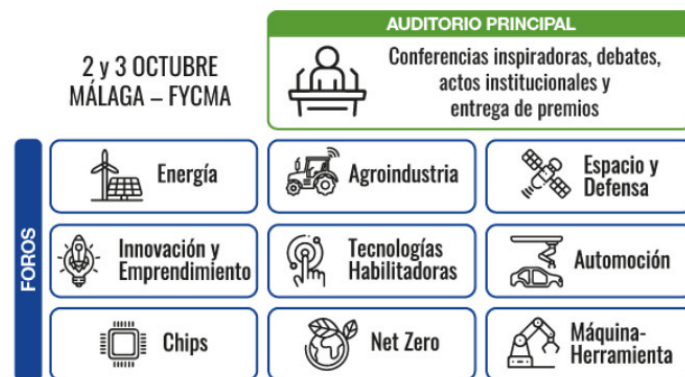 AUDITORIO PRINCIPAL
2 y 3 OCTUBRE
MÁLAGA – FYCMA
Conferencias inspiradoras, debates,
actos institucionales y
entrega de premios
FOROS
Energía
Agroindustria
Espacio y
Defensa
Innovación y
Emprendimiento
Tecnologías
Habilitadoras
Automoción
Chips
Net Zero
Máquina-
Herramienta